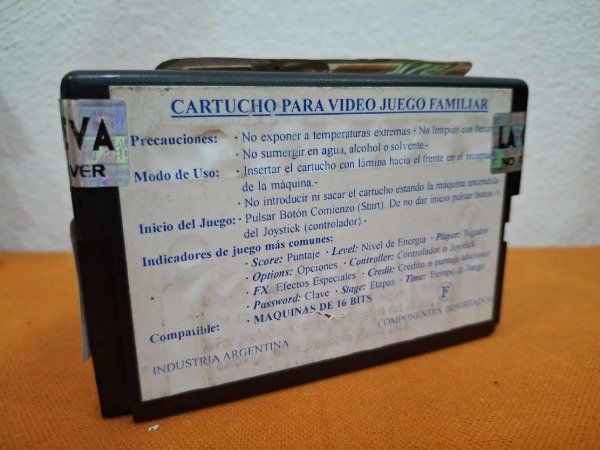 CARTUCHO PARA VIDEO JUEGO FAMILIAR
Precauciones: · No exponer a temperaturas extremas · No limpiar con
· No sumergir en agua, alcohol o solvente.-
Modo de Uso: · Insertar el cartucho con lámina hacia el frente en el
de la máquina.-
· No introducir ni sacar el cartucho estando la máquina encendida.
Inicio del Juego: · Pulsar Botón Comienzo (Start). De no dar inicio pulsar boton
del Joystick (controlador).-
Indicadores de juego más comunes:
· Score: Puntaje · Level: Nivel de Energia · Player: Jugador
· Options: Opciones · Controller: Controlador o Joystick
· FX: Efectos Especiales · Credit: Crédito o puntaje adicional
· Password: Clave · Stage: Etapas · Time: Tiempo de Juego
Compatible: · MAQUINAS DE 16 BITS
F
INDUSTRIA ARGENTINA
COMPONENTES IMPORTADOS
VA
VER
LA
NO